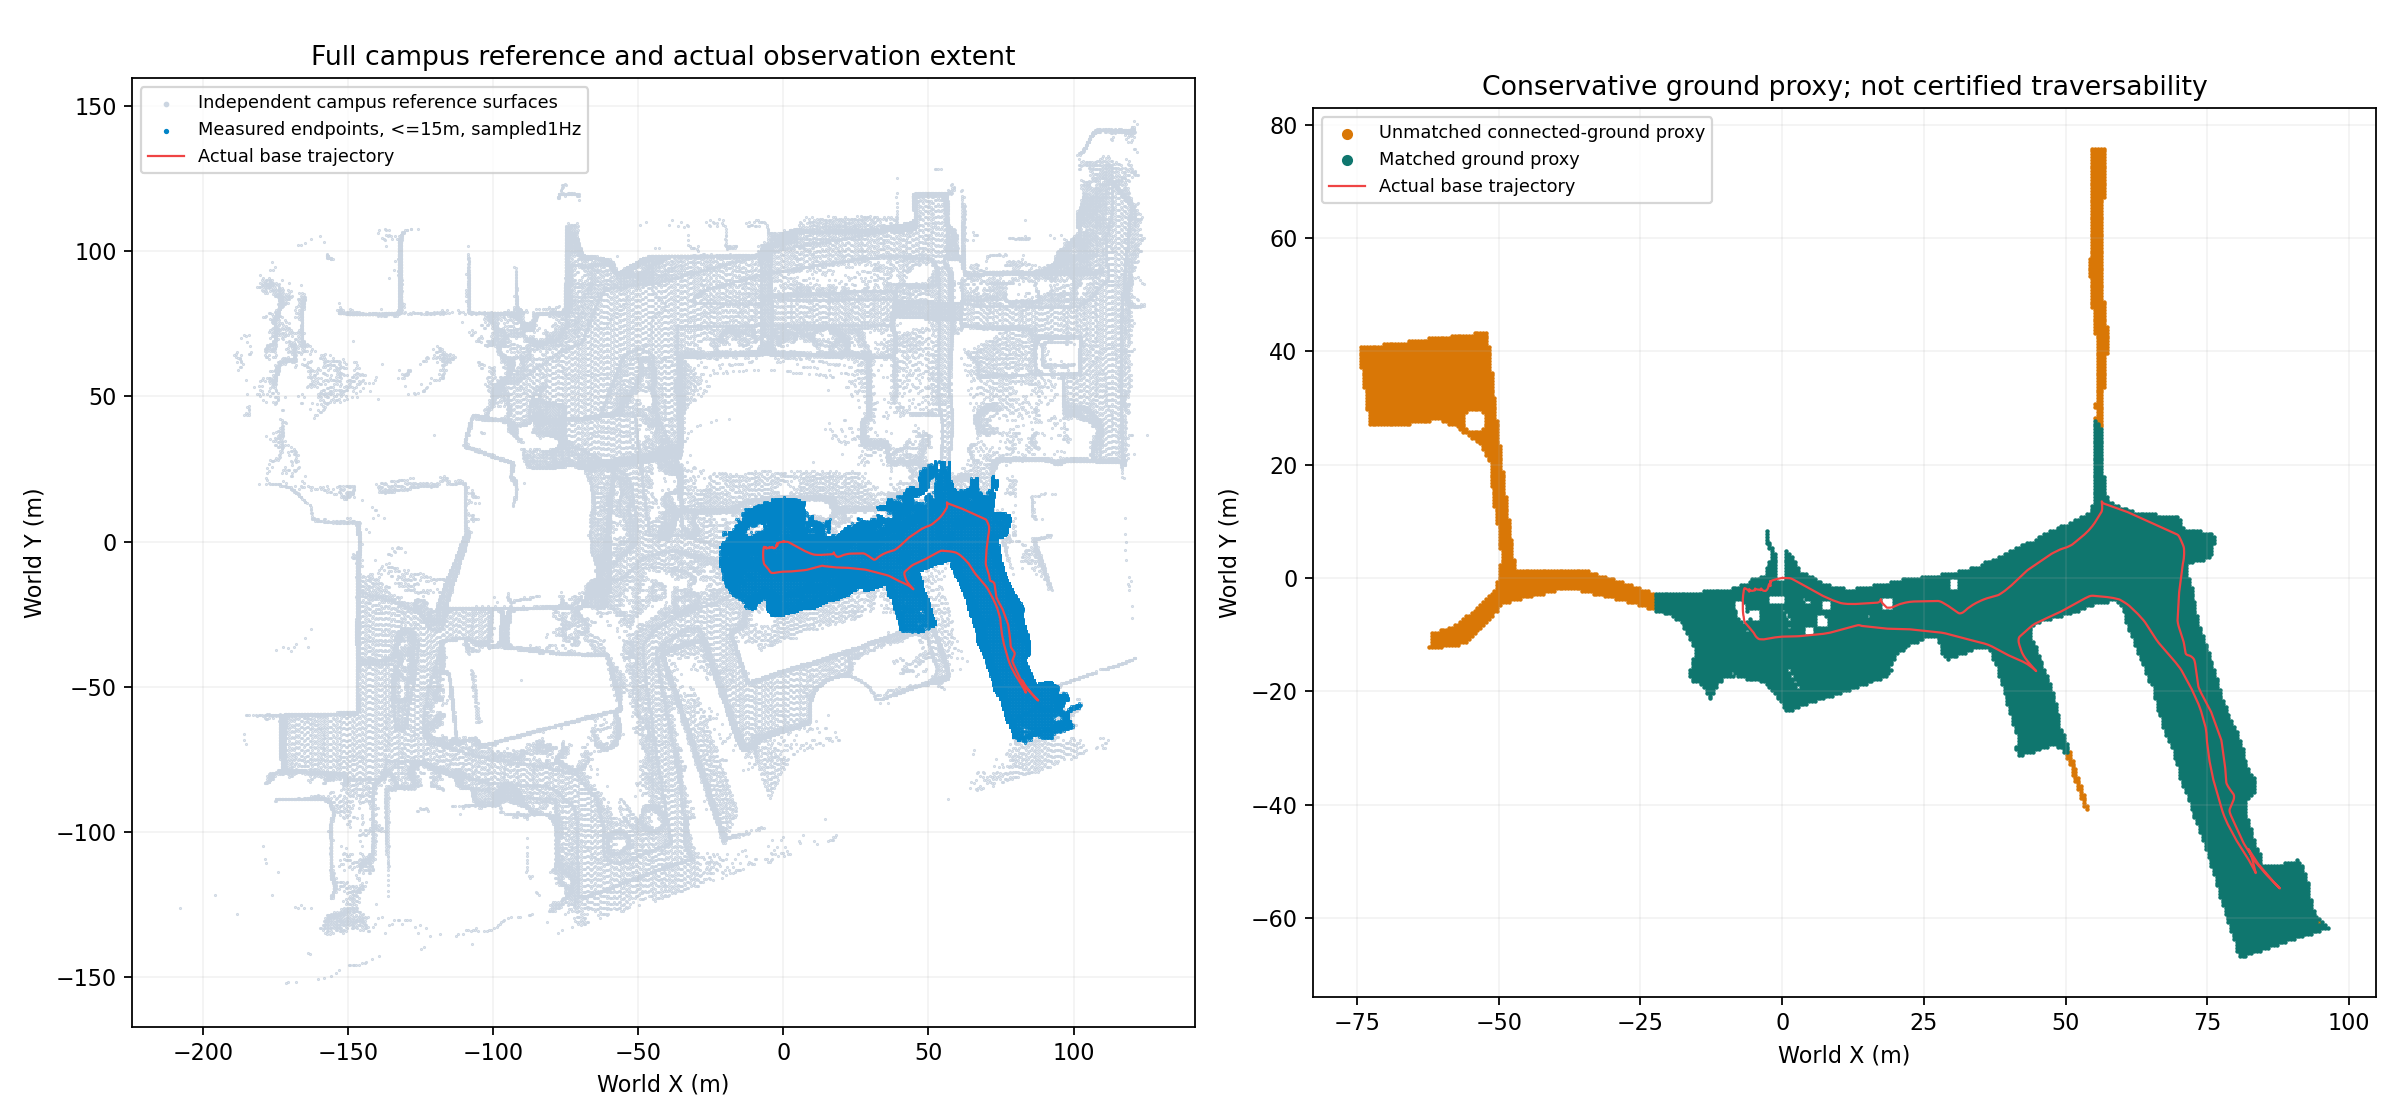 Full campus reference and actual observation extent
Independent campus reference surfaces
Measured endpoints, <=15m, sampled1Hz
Actual base trajectory
150
100
50
0
−50
−100
−150
World Y (m)
−200
−150
−100
−50
0
50
100
World X (m)
Conservative ground proxy; not certified traversability
Unmatched connected-ground proxy
Matched ground proxy
Actual base trajectory
80
60
40
20
0
−20
−40
−60
World Y (m)
−75
−50
−25
0
25
50
75
100
World X (m)